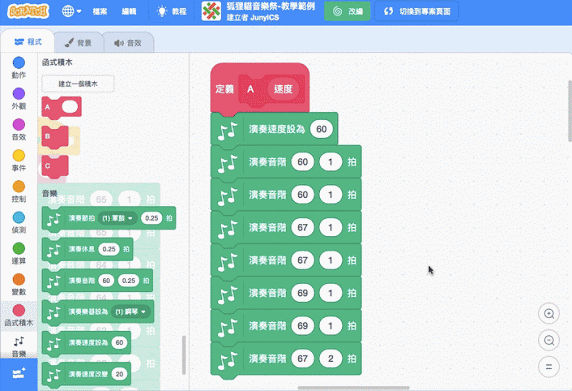 SCRATCH
檔案
編輯
教程
狐狸貓音樂祭-教學範例
建立者 JunyiCS
改編
切換到專案頁面
程式
背景
音效
動作
外觀
音效
事件
控制
偵測
運算
變數
函式積木
音樂
函式積木
建立一個積木
A
B
C
音樂
演奏音階 65 1 拍
演奏節拍 (1) 軍鼓 0.25 拍
演奏休息 0.25 拍
演奏音階 60 0.25 拍
演奏樂器設為 (1) 鋼琴
演奏速度設為 60
演奏速度改變 20
定義 A 速度
演奏速度設為 60
演奏音階 60 1 拍
演奏音階 60 1 拍
演奏音階 67 1 拍
演奏音階 67 1 拍
演奏音階 69 1 拍
演奏音階 69 1 拍
演奏音階 67 2 拍